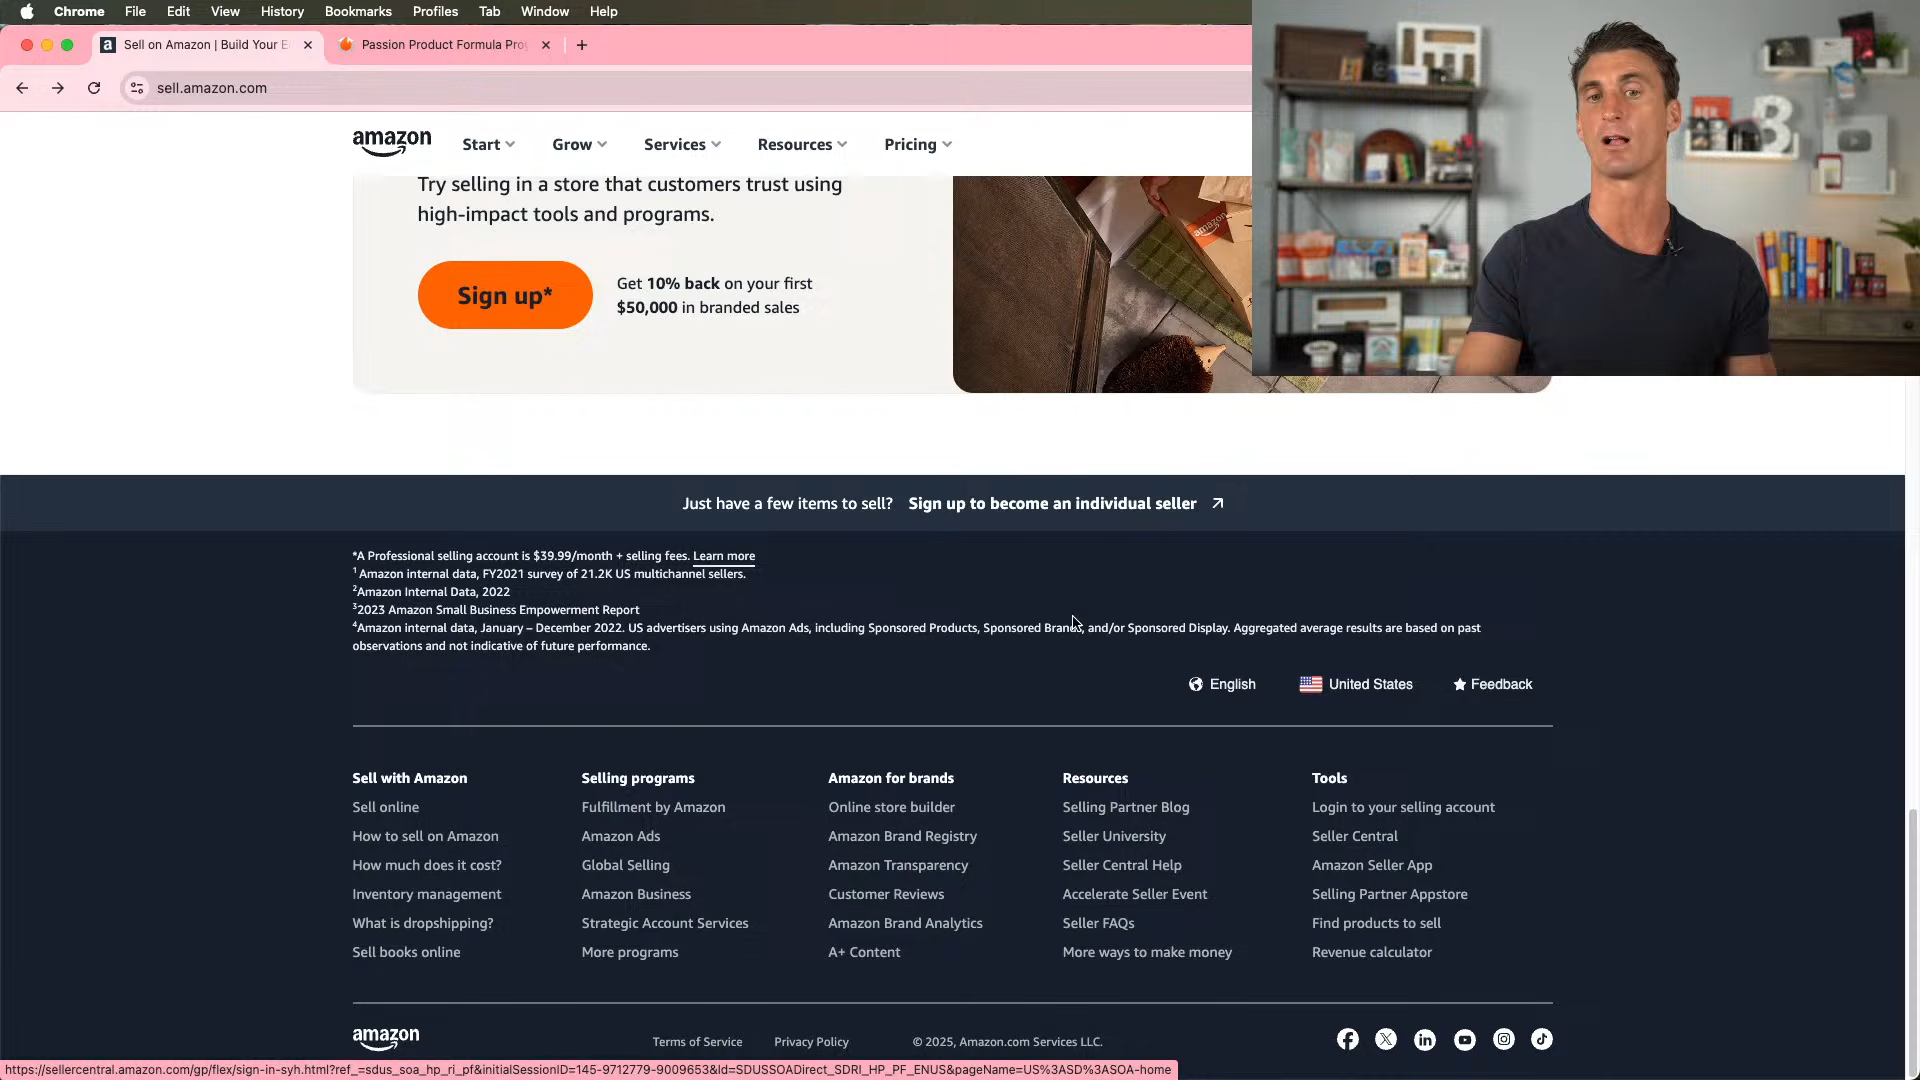 Chrome File Edit View History Bookmarks Profiles Tab Window Help
Sell on Amazon | Build Your E
Passion Product Formula Pro
sell.amazon.com
amazon Start Grow Services Resources Pricing
Try selling in a store that customers trust using
high-impact tools and programs.
Sign up*
Get 10% back on your first
$50,000 in branded sales
Just have a few items to sell? Sign up to become an individual seller
*A Professional selling account is $39.99/month + selling fees. Learn more
1 Amazon internal data, FY2021 survey of 21.2K US multichannel sellers.
2Amazon Internal Data, 2022
32023 Amazon Small Business Empowerment Report
4Amazon internal data, January – December 2022. US advertisers using Amazon Ads, including Sponsored Products, Sponsored Brands, and/or Sponsored Display. Aggregated average results are based on past
observations and not indicative of future performance.
English United States Feedback
Sell with Amazon
Sell online
How to sell on Amazon
How much does it cost?
Inventory management
What is dropshipping?
Sell books online
Selling programs
Fulfillment by Amazon
Amazon Ads
Global Selling
Amazon Business
Strategic Account Services
More programs
Amazon for brands
Online store builder
Amazon Brand Registry
Amazon Transparency
Customer Reviews
Amazon Brand Analytics
A+ Content
Resources
Selling Partner Blog
Seller University
Seller Central Help
Accelerate Seller Event
Seller FAQs
More ways to make money
Tools
Login to your selling account
Seller Central
Amazon Seller App
Selling Partner Appstore
Find products to sell
Revenue calculator
amazon Terms of Service Privacy Policy © 2025, Amazon.com Services LLC.
https://sellercentral.amazon.com/gp/flex/sign-in-syh.html?ref_=sdus_soa_hp_ri_pf&initialSessionID=145-9712779-9009653&ld=SDUSSOADirect_SDRI_HP_PF_ENUS&pageName=US%3ASD%3ASOA-home